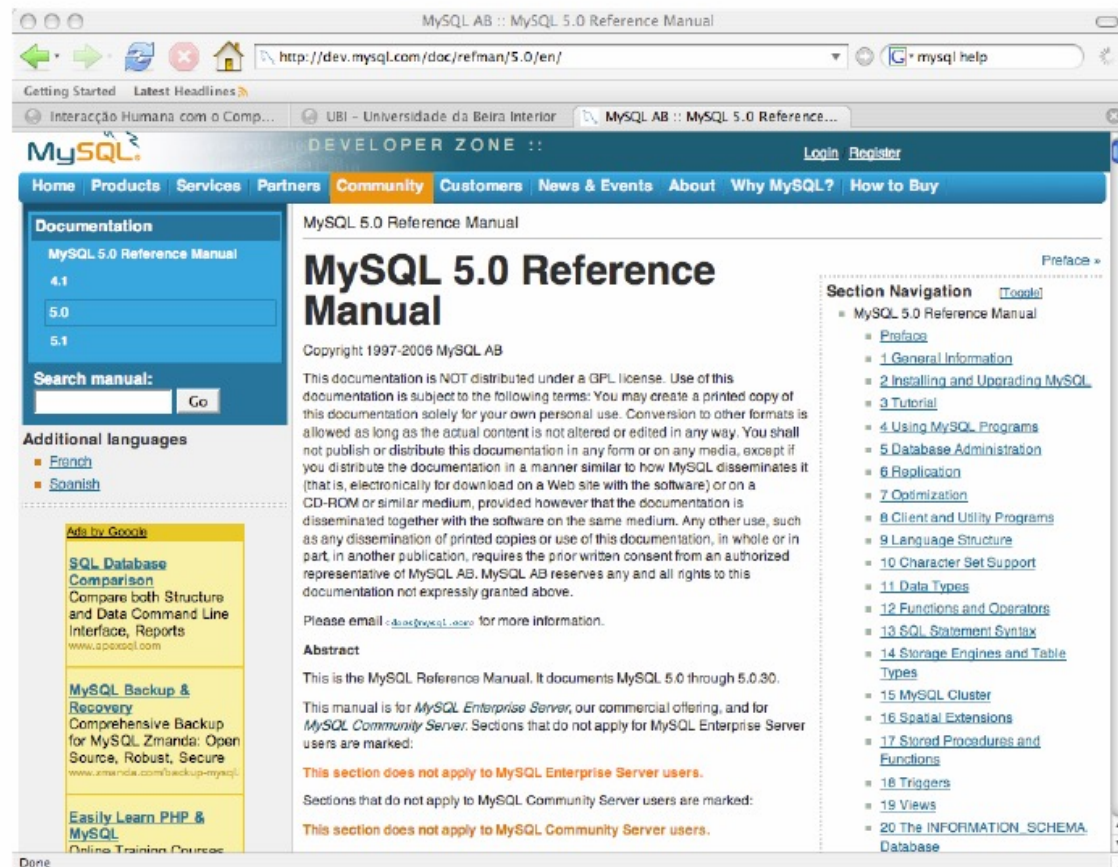 MySQL AB :: MySQL 5.0 Reference Manual
http://dev.mysql.com/doc/refman/5.0/en/
mysql help
Getting Started Latest Headlines
Interacção Humana com o Comp...
UBI - Universidade da Beira Interior
MySQL AB :: MySQL 5.0 Reference...
MySQL
DEVELOPER ZONE ::
Login Register
Home Products Services Partners Community Customers News & Events About Why MySQL? How to Buy
Documentation
MySQL 5.0 Reference Manual
4.1
5.0
5.1
Search manual:
Go
Additional languages
French
Spanish
Ads by Google
SQL Database
Comparison
Compare both Structure
and Data Command Line
Interface, Reports
www.apexsql.com
MySQL Backup &
Recovery
Comprehensive Backup
for MySQL Zmanda: Open
Source, Robust, Secure
www.zmanda.com/backup-mysql
Easily Learn PHP &
MySQL
Online Training Courses
MySQL 5.0 Reference Manual
MySQL 5.0 Reference
Manual
Copyright 1997-2006 MySQL AB
This documentation is NOT distributed under a GPL license. Use of this
documentation is subject to the following terms: You may create a printed copy of
this documentation solely for your own personal use. Conversion to other formats is
allowed as long as the actual content is not altered or edited in any way. You shall
not publish or distribute this documentation in any form or on any media, except if
you distribute the documentation in a manner similar to how MySQL disseminates it
(that is, electronically for download on a Web site with the software) or on a
CD-ROM or similar medium, provided however that the documentation is
disseminated together with the software on the same medium. Any other use, such
as any dissemination of printed copies or use of this documentation, in whole or in
part, in another publication, requires the prior written consent from an authorized
representative of MySQL AB. MySQL AB reserves any and all rights to this
documentation not expressly granted above.
Please email <docs@mysql.com> for more information.
Abstract
This is the MySQL Reference Manual. It documents MySQL 5.0 through 5.0.30.
This manual is for MySQL Enterprise Server, our commercial offering, and for
MySQL Community Server. Sections that do not apply for MySQL Enterprise Server
users are marked:
This section does not apply to MySQL Enterprise Server users.
Sections that do not apply to MySQL Community Server users are marked:
This section does not apply to MySQL Community Server users.
Preface »
Section Navigation [Toggle]
MySQL 5.0 Reference Manual
Preface
1 General Information
2 Installing and Upgrading MySQL
3 Tutorial
4 Using MySQL Programs
5 Database Administration
6 Replication
7 Optimization
8 Client and Utility Programs
9 Language Structure
10 Character Set Support
11 Data Types
12 Functions and Operators
13 SQL Statement Syntax
14 Storage Engines and Table
Types
15 MySQL Cluster
16 Spatial Extensions
17 Stored Procedures and
Functions
18 Triggers
19 Views
20 The INFORMATION_SCHEMA
Database
Done